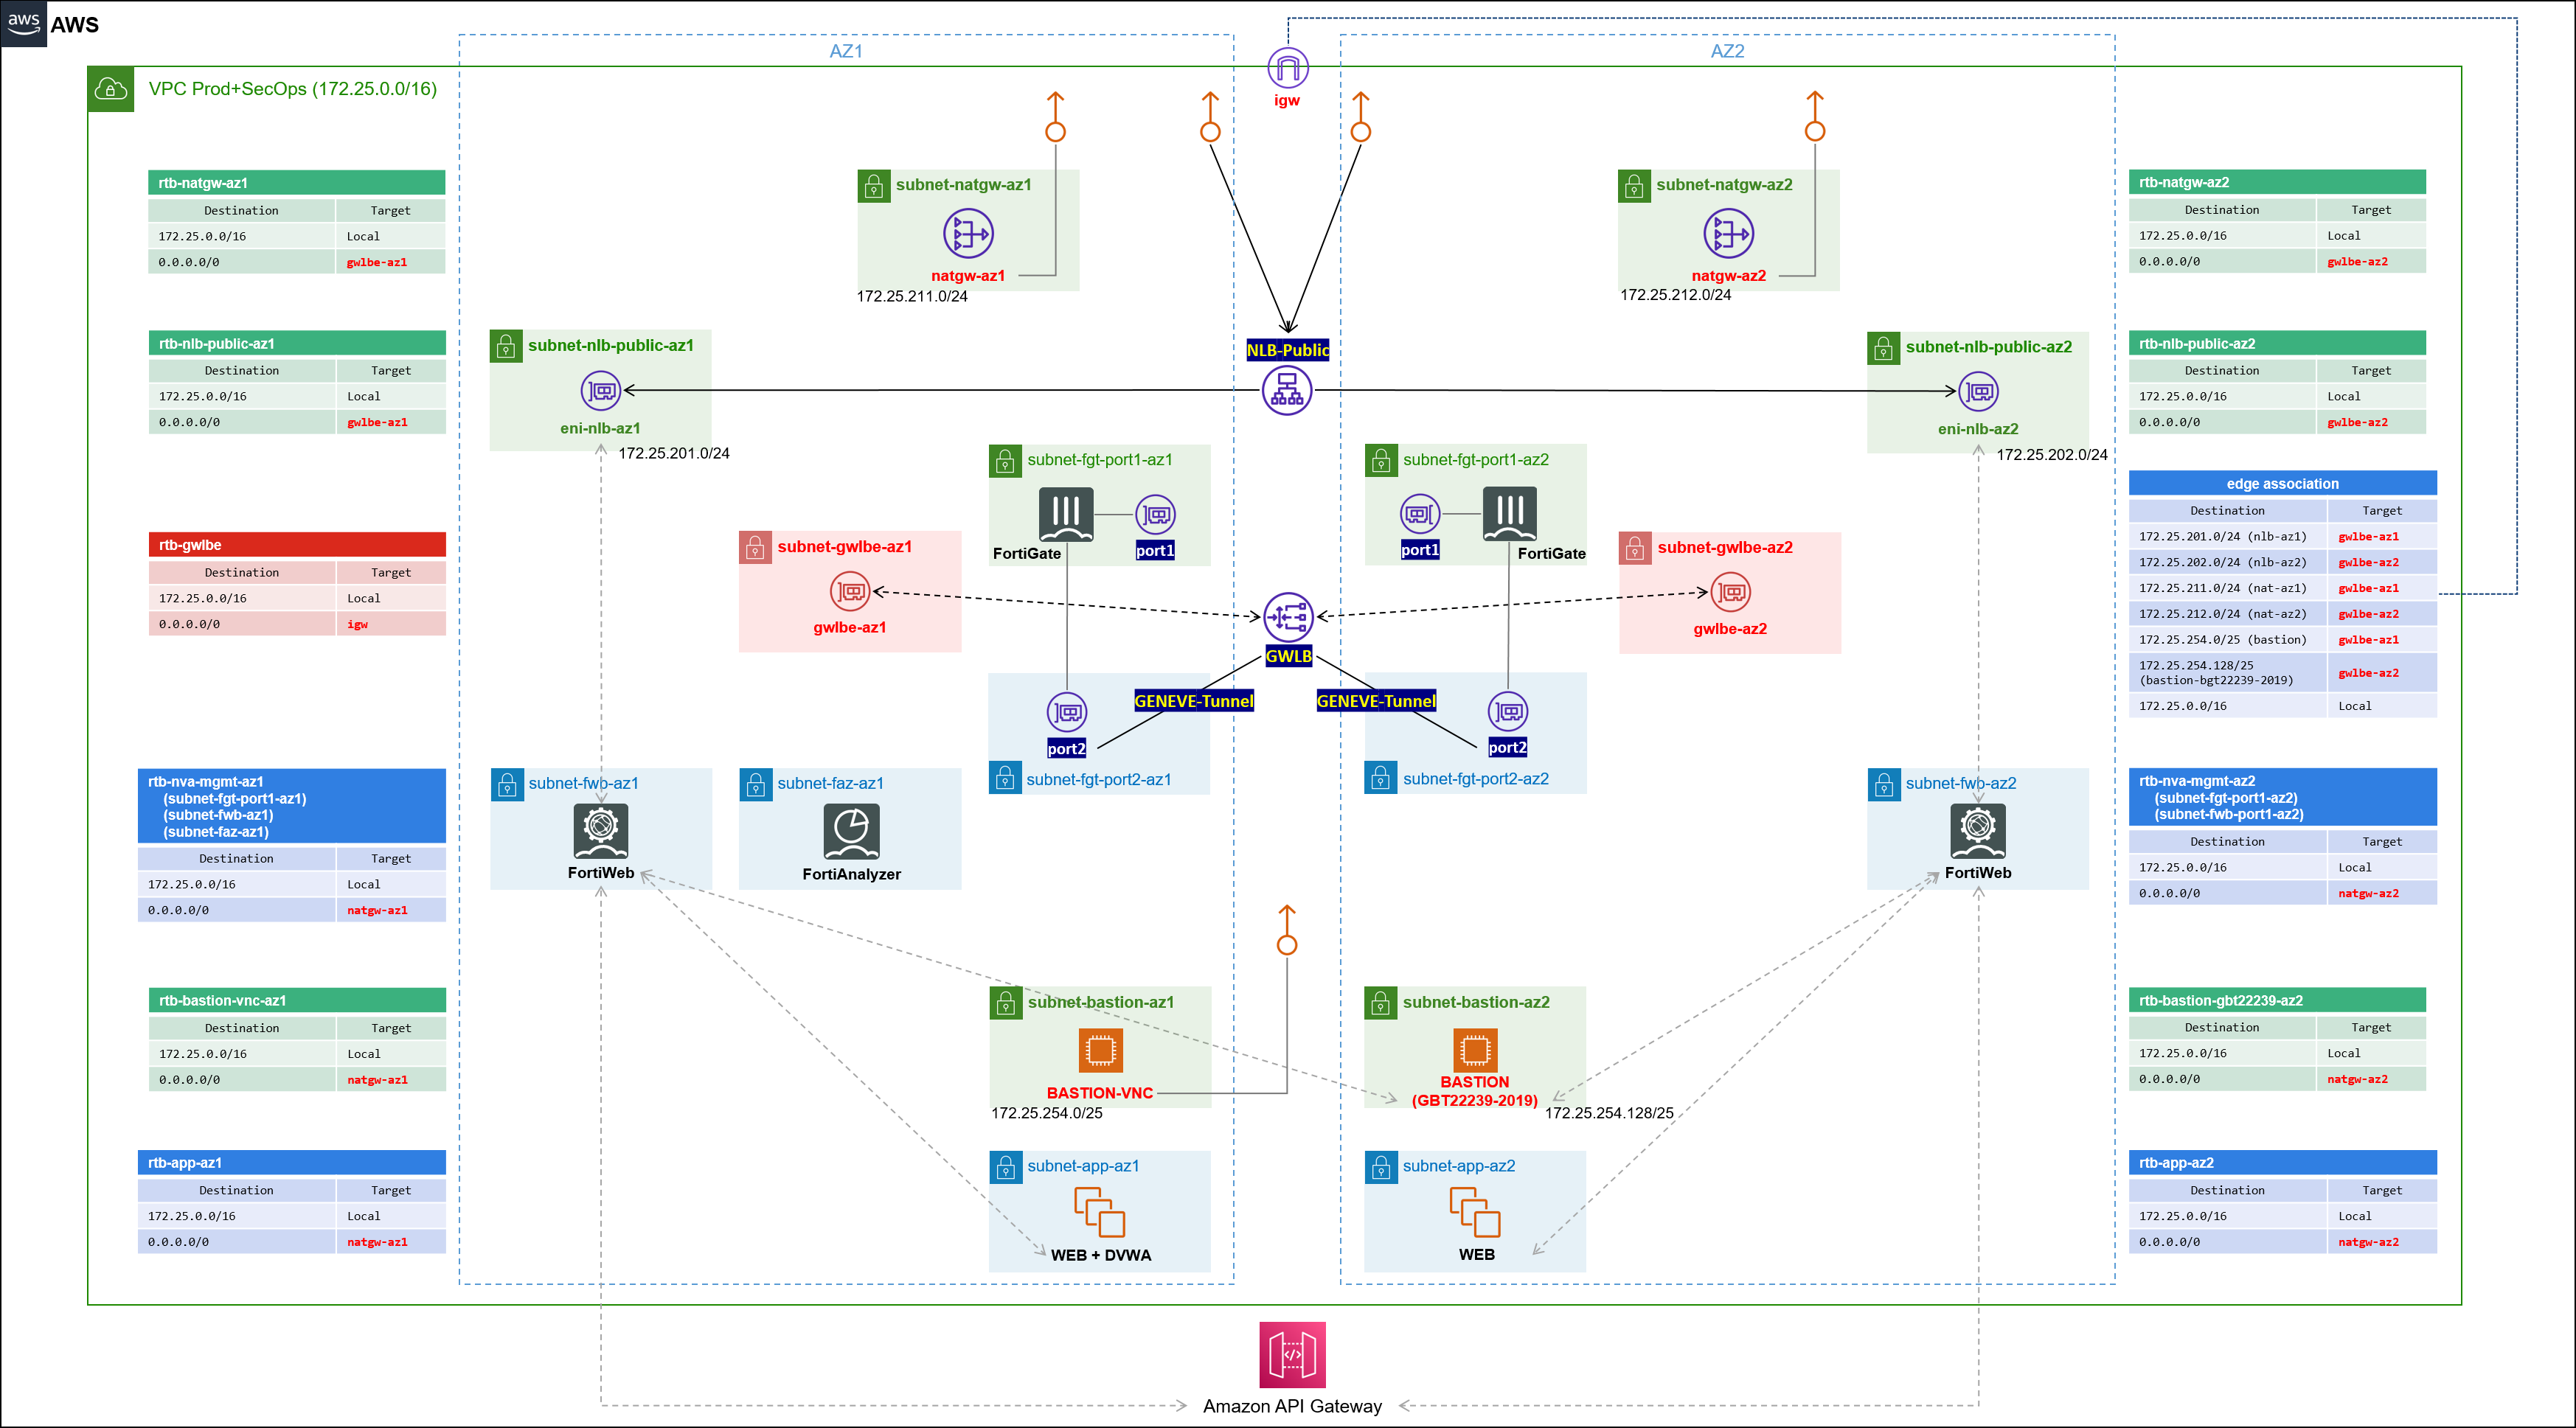 aws
AWS
AZ1
AZ2
VPC Prod+SecOps (172.25.0.0/16)
igw
rtb-natgw-az1
Destination Target
172.25.0.0/16 Local
0.0.0.0/0 gwlbe-az1
subnet-natgw-az1
natgw-az1
172.25.211.0/24
subnet-natgw-az2
natgw-az2
172.25.212.0/24
rtb-natgw-az2
Destination Target
172.25.0.0/16 Local
0.0.0.0/0 gwlbe-az2
rtb-nlb-public-az1
Destination Target
172.25.0.0/16 Local
0.0.0.0/0 gwlbe-az1
subnet-nlb-public-az1
eni-nlb-az1
172.25.201.0/24
NLB-Public
subnet-nlb-public-az2
eni-nlb-az2
172.25.202.0/24
rtb-nlb-public-az2
Destination Target
172.25.0.0/16 Local
0.0.0.0/0 gwlbe-az2
subnet-fgt-port1-az1
FortiGate
port1
subnet-fgt-port1-az2
port1
FortiGate
edge association
Destination Target
172.25.201.0/24 (nlb-az1) gwlbe-az1
172.25.202.0/24 (nlb-az2) gwlbe-az2
172.25.211.0/24 (nat-az1) gwlbe-az1
172.25.212.0/24 (nat-az2) gwlbe-az2
172.25.254.0/25 (bastion) gwlbe-az1
172.25.254.128/25
(bastion-bgt22239-2019) gwlbe-az2
172.25.0.0/16 Local
rtb-gwlbe
Destination Target
172.25.0.0/16 Local
0.0.0.0/0 igw
subnet-gwlbe-az1
gwlbe-az1
GWLB
subnet-gwlbe-az2
gwlbe-az2
GENEVE-Tunnel
GENEVE-Tunnel
port2
subnet-fgt-port2-az1
port2
subnet-fgt-port2-az2
rtb-nva-mgmt-az1
(subnet-fgt-port1-az1)
(subnet-fwb-az1)
(subnet-faz-az1)
Destination Target
172.25.0.0/16 Local
0.0.0.0/0 natgw-az1
subnet-fwb-az1
FortiWeb
subnet-faz-az1
FortiAnalyzer
subnet-fwb-az2
FortiWeb
rtb-nva-mgmt-az2
(subnet-fgt-port1-az2)
(subnet-fwb-port1-az2)
Destination Target
172.25.0.0/16 Local
0.0.0.0/0 natgw-az2
rtb-bastion-vnc-az1
Destination Target
172.25.0.0/16 Local
0.0.0.0/0 natgw-az1
subnet-bastion-az1
BASTION-VNC
172.25.254.0/25
subnet-bastion-az2
BASTION
(GBT22239-2019)
172.25.254.128/25
rtb-bastion-gbt22239-az2
Destination Target
172.25.0.0/16 Local
0.0.0.0/0 natgw-az2
rtb-app-az1
Destination Target
172.25.0.0/16 Local
0.0.0.0/0 natgw-az1
subnet-app-az1
WEB + DVWA
subnet-app-az2
WEB
rtb-app-az2
Destination Target
172.25.0.0/16 Local
0.0.0.0/0 natgw-az2
Amazon API Gateway